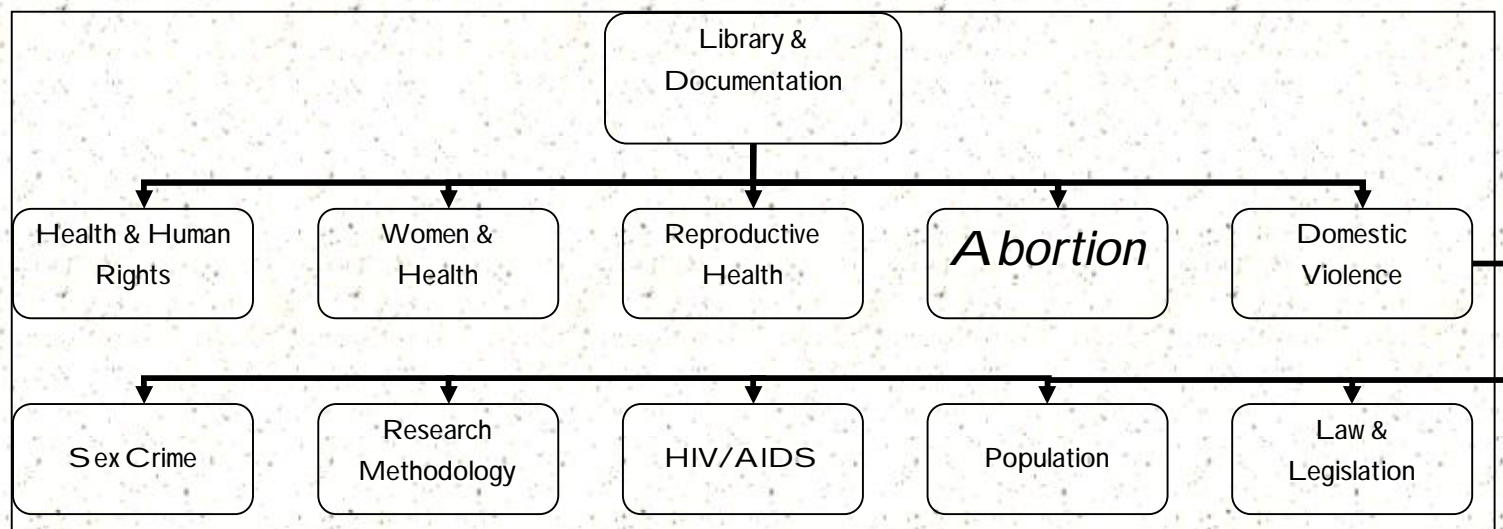 Library &
Documentation
Health & Human
Rights
Women &
Health
Reproductive
Health
Abortion
Domestic
Violence
Sex Crime
Research
Methodology
HIV/AIDS
Population
Law &
Legislation